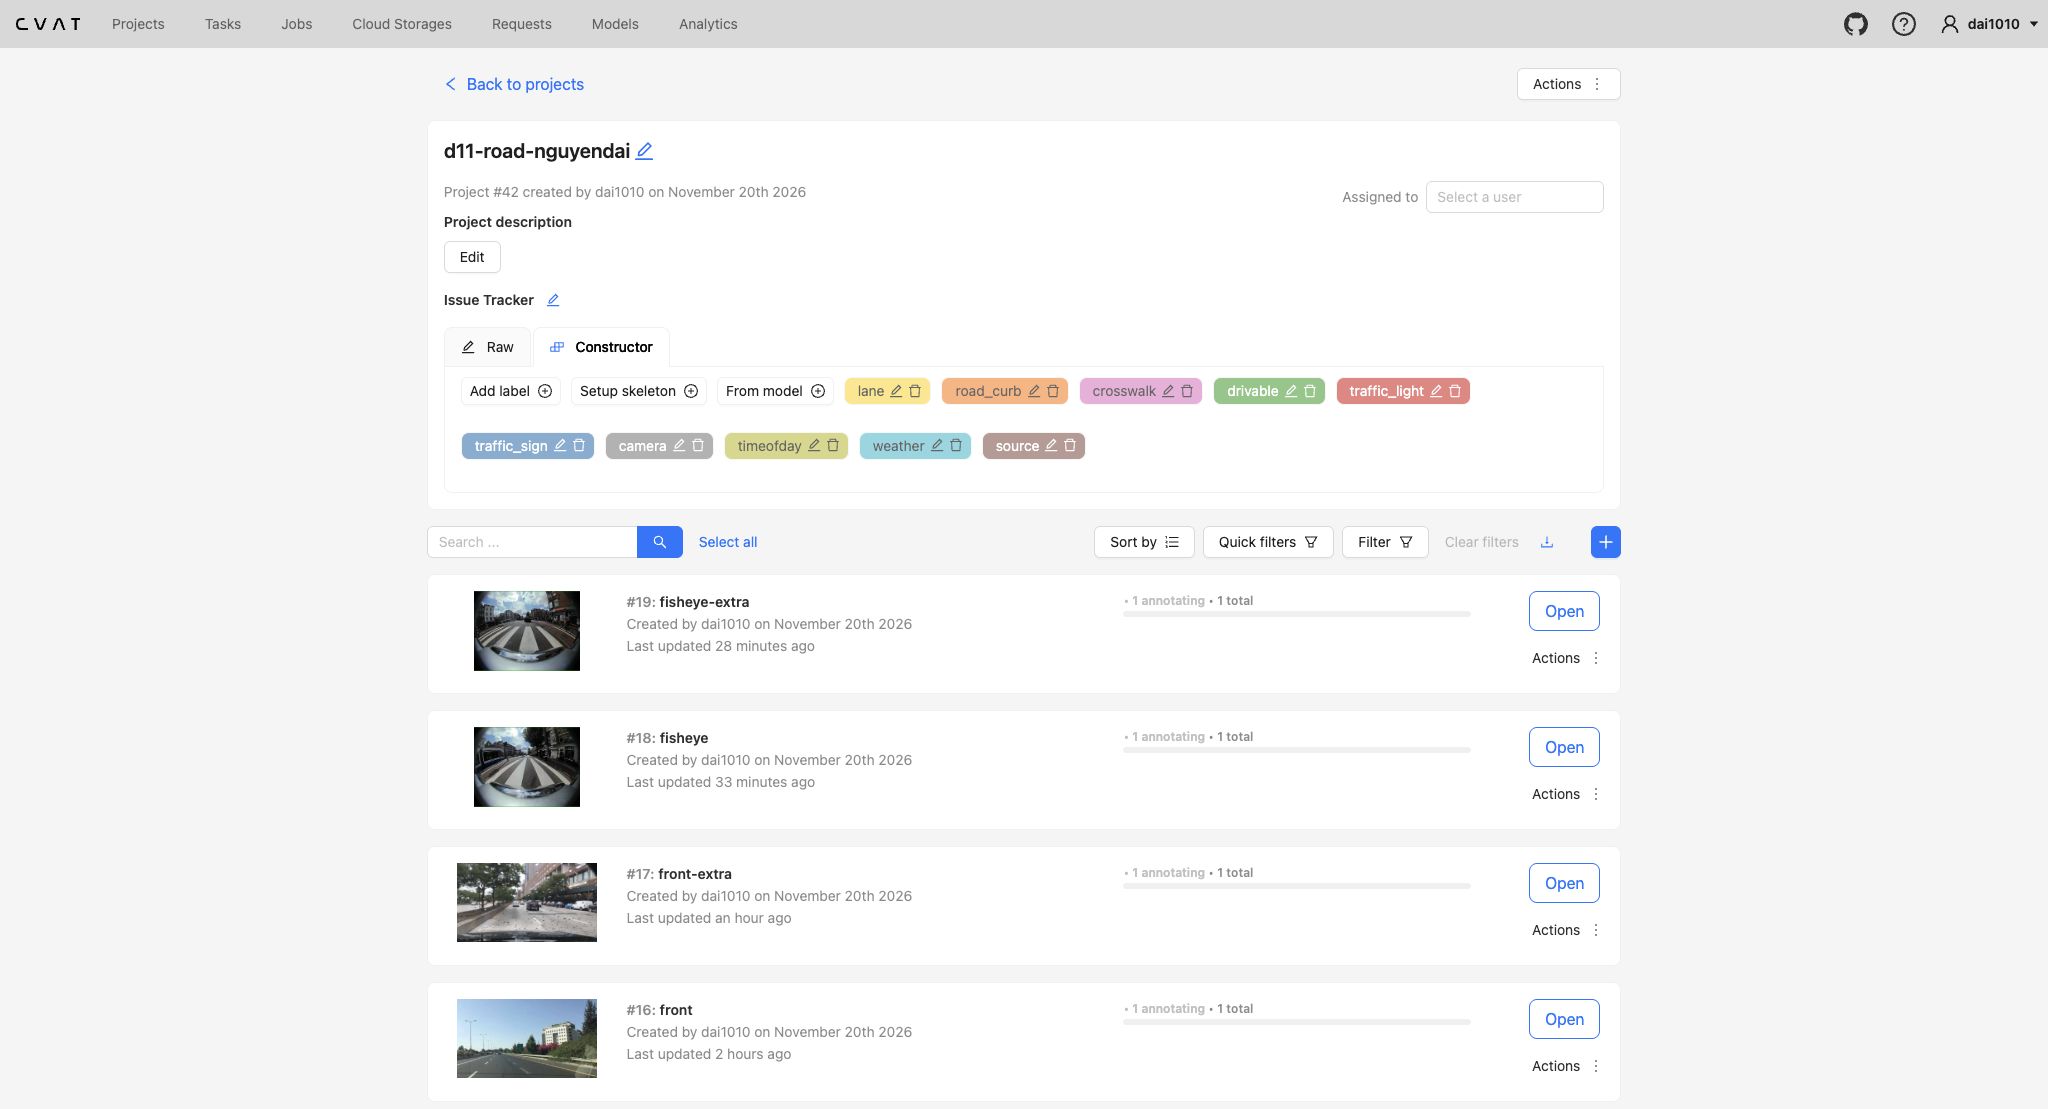 CVAT Projects Tasks Jobs Cloud Storages Requests Models Analytics dai1010
Back to projects Actions
d11-road-nguyendai
Project #42 created by dai1010 on November 20th 2026
Assigned to Select a user
Project description
Edit
Issue Tracker
Raw Constructor
Add label Setup skeleton From model lane road_curb crosswalk drivable traffic_light
traffic_sign camera timeofday weather source
Search ... Select all Sort by Quick filters Filter Clear filters
#19: fisheye-extra
Created by dai1010 on November 20th 2026
Last updated 28 minutes ago
• 1 annotating • 1 total
Open
Actions
#18: fisheye
Created by dai1010 on November 20th 2026
Last updated 33 minutes ago
• 1 annotating • 1 total
Open
Actions
#17: front-extra
Created by dai1010 on November 20th 2026
Last updated an hour ago
• 1 annotating • 1 total
Open
Actions
#16: front
Created by dai1010 on November 20th 2026
Last updated 2 hours ago
• 1 annotating • 1 total
Open
Actions